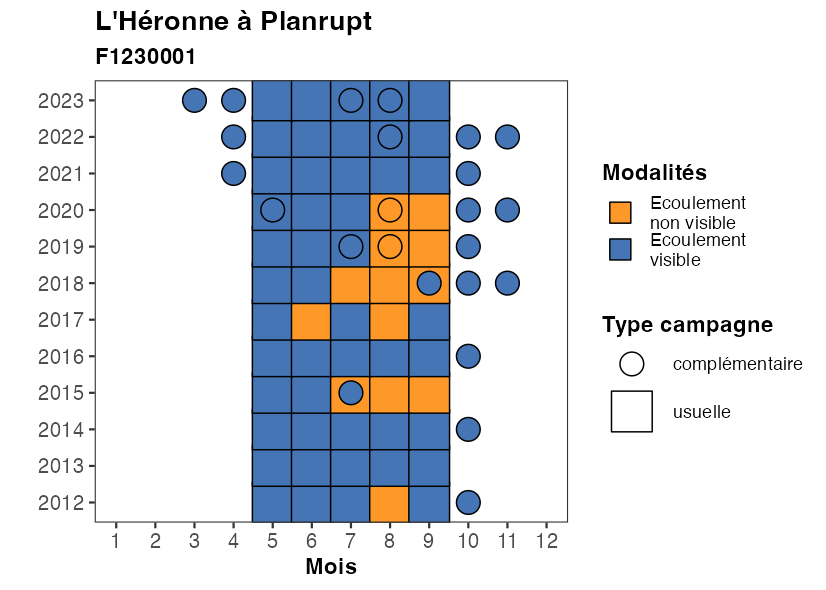 L'Héronne à Planrupt
F1230001
2023
2022
2021
2020
2019
2018
2017
2016
2015
2014
2013
2012
1 2 3 4 5 6 7 8 9 10 11 12
Mois
Modalités
Ecoulement
non visible
Ecoulement
visible
Type campagne
complémentaire
usuelle